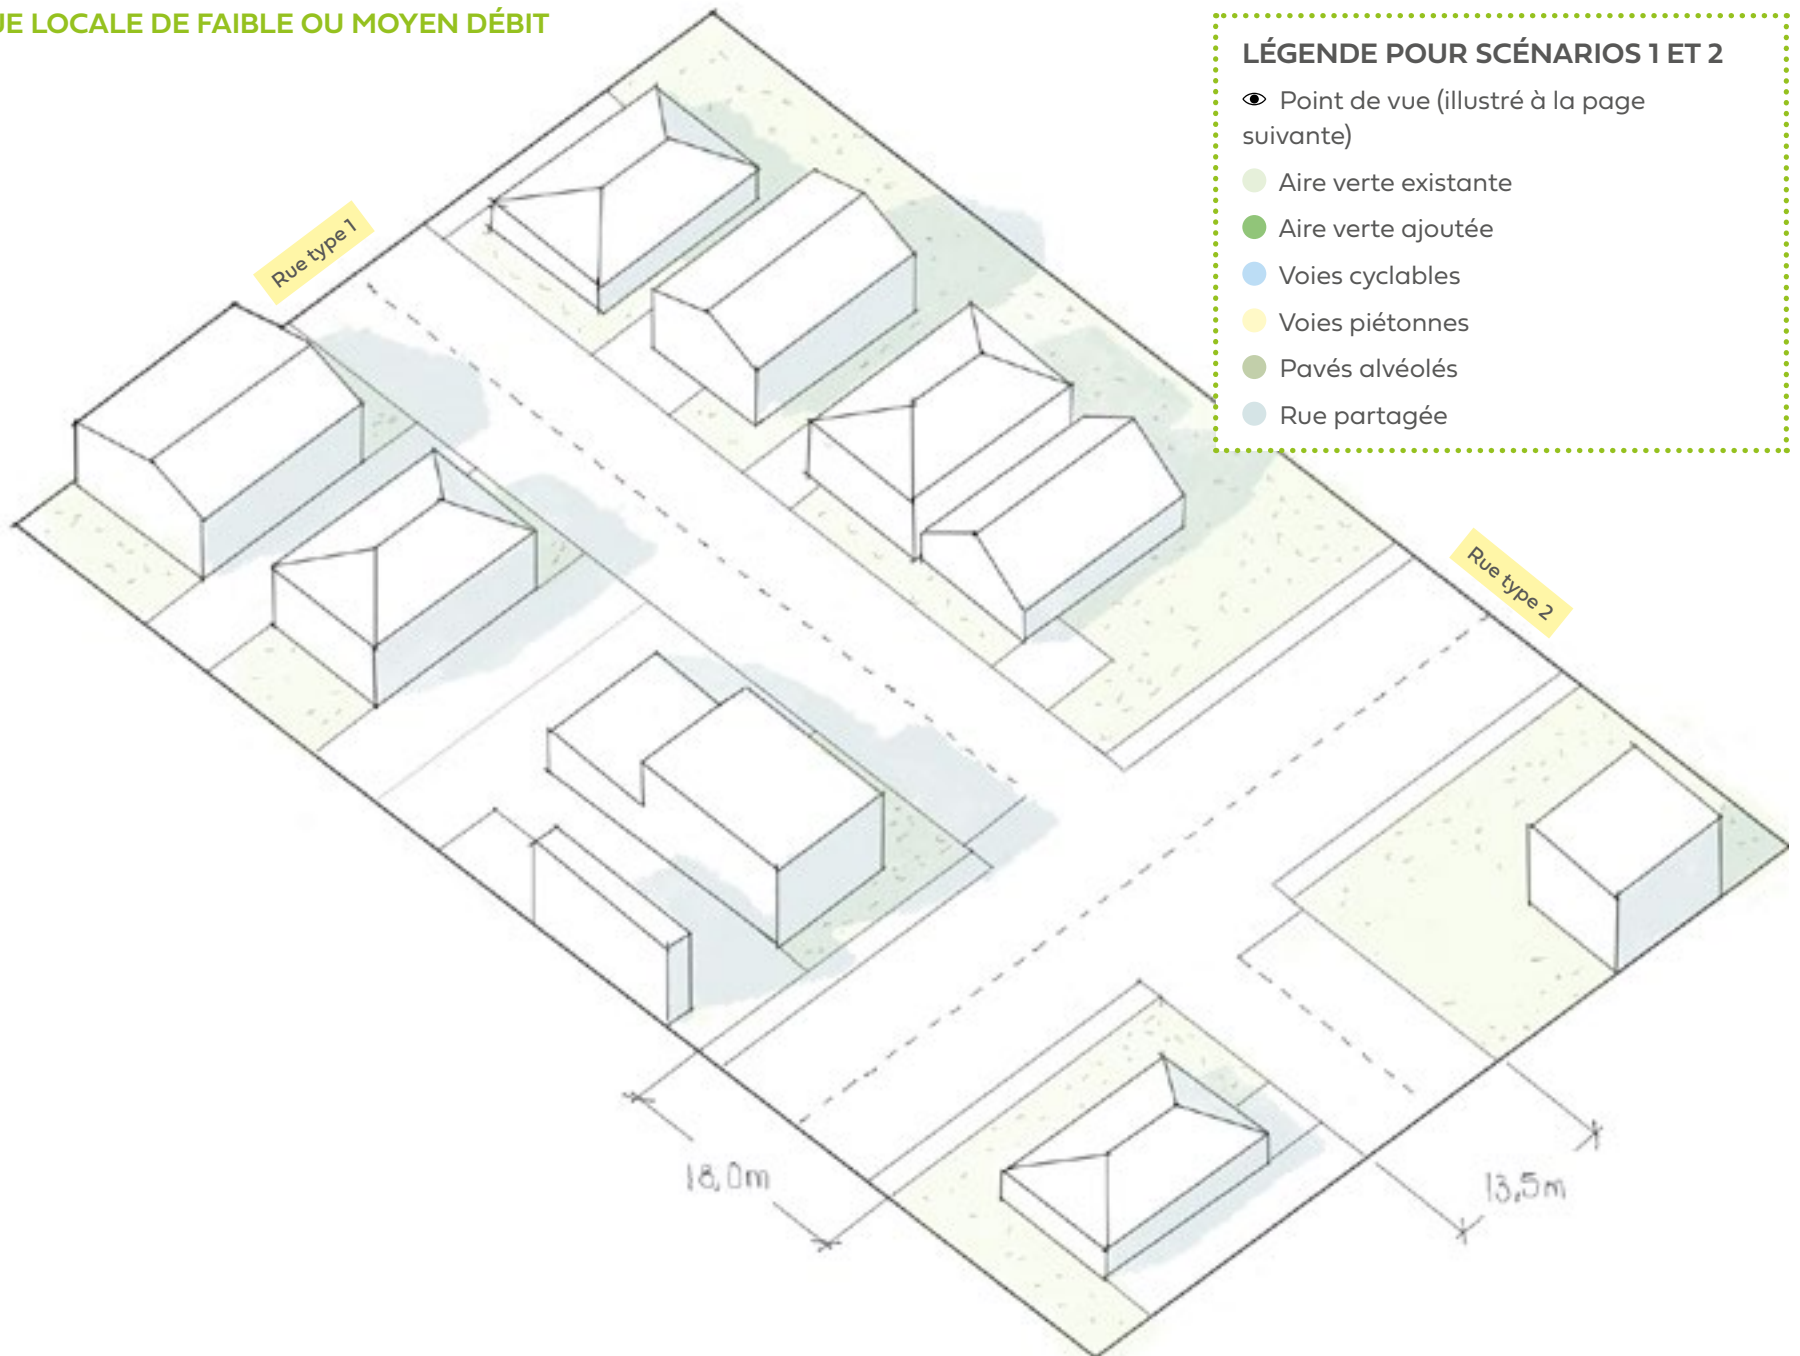 UE LOCALE DE FAIBLE OU MOYEN DÉBIT
LÉGENDE POUR SCÉNARIOS 1 ET 2
Point de vue (illustré à la page
suivante)
Aire verte existante
Aire verte ajoutée
Voies cyclables
Voies piétonnes
Pavés alvéolés
Rue partagée
Rue type 1
Rue type 2
18,0m
13,5m